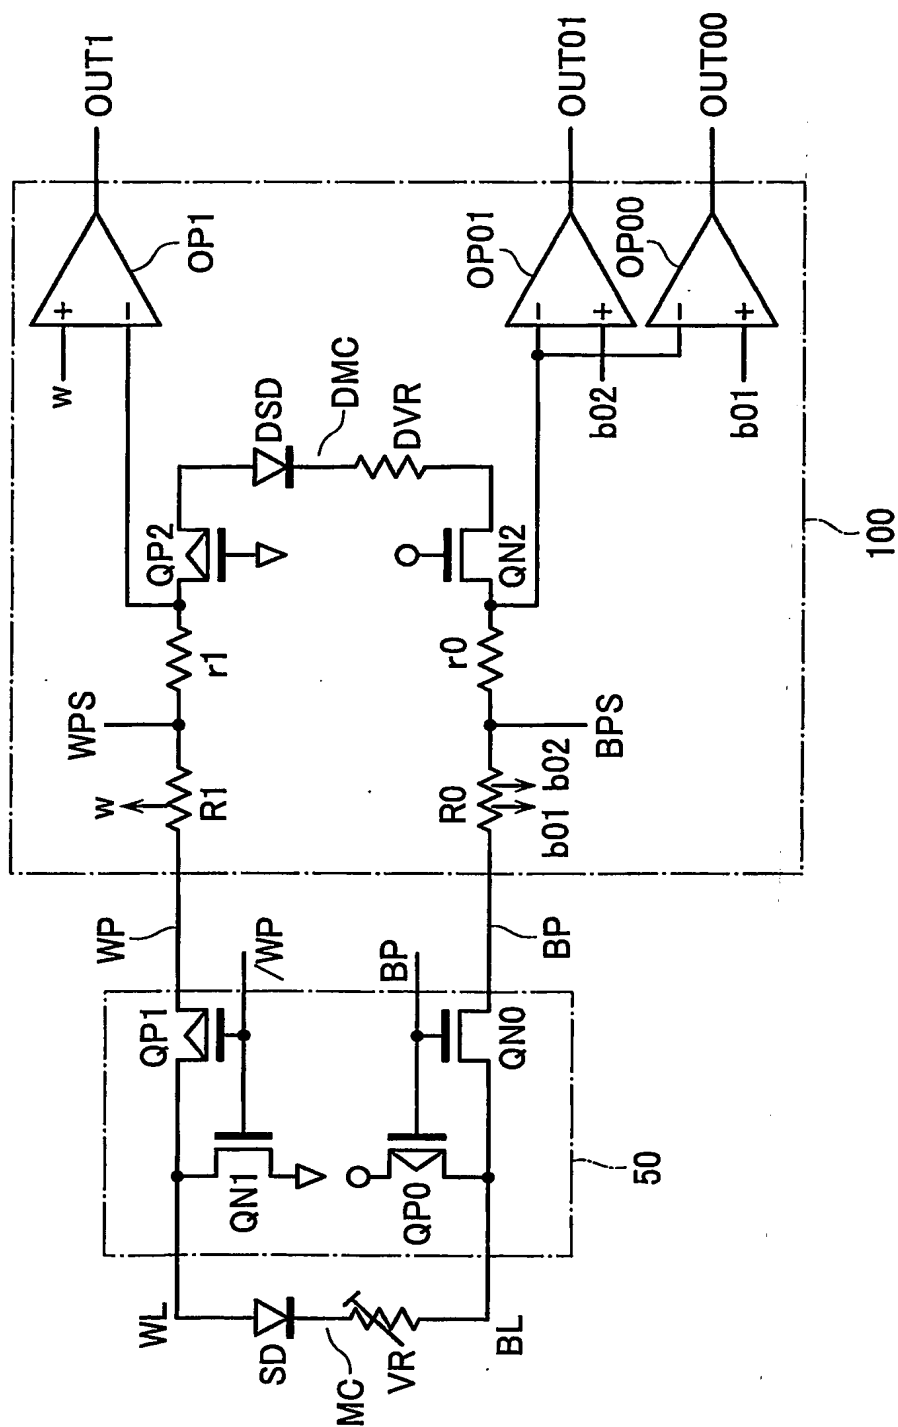 OUT1
OUT01
OUT00
OP1
OP01
OP00
+
-
w
-
+
b02
-
+
b01
DSD
DMC
DVR
QP2
QN2
r1
r0
WPS
BPS
w
R1
R0
b01 b02
100
WP
/WP
BP
BP
QP1
QN0
QN1
QP0
50
WL
SD
MC
VR
BL